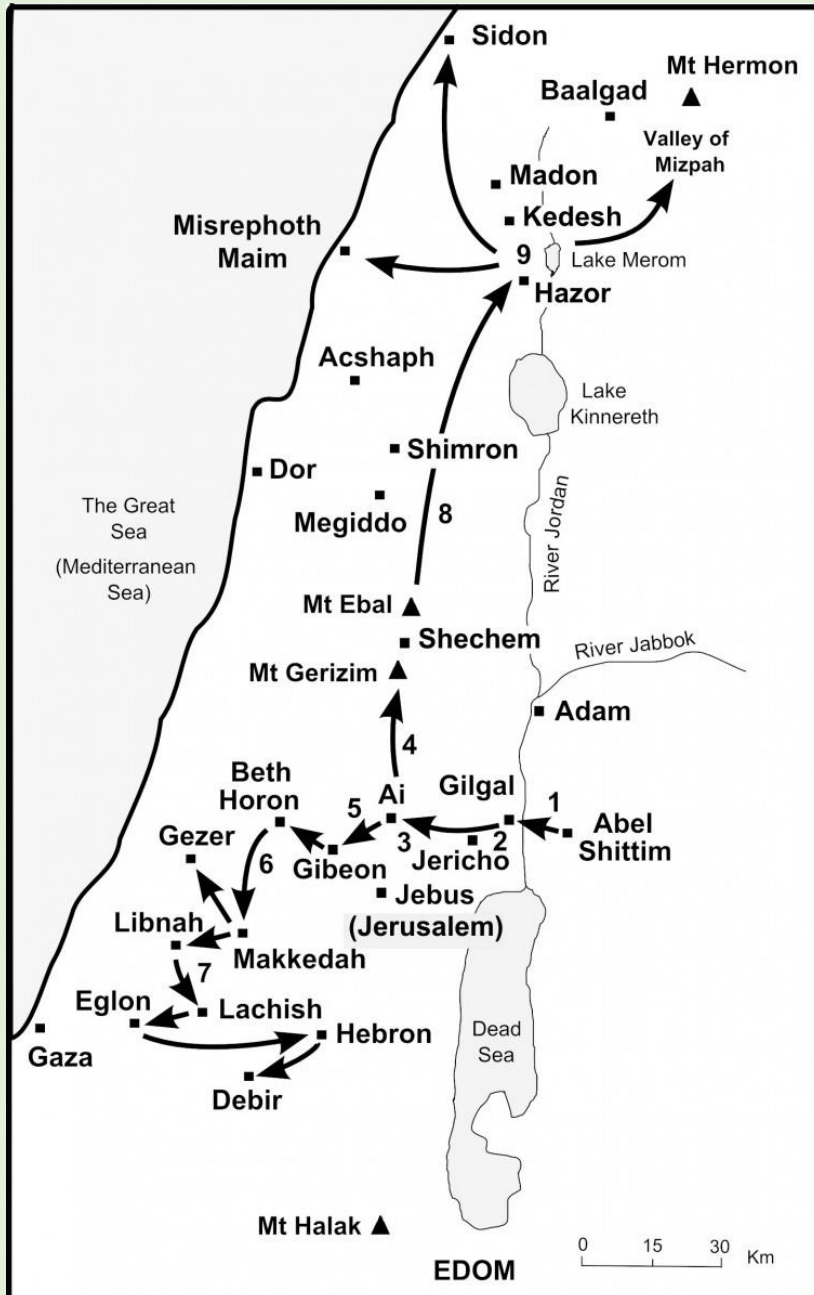 Sidon
Mt Hermon
Baalgad
Valley of
Mizpah
Madon
Kedesh
Misrephoth
Maim
9
Lake Merom
Hazor
Acshaph
Lake
Kinnereth
Shimron
Dor
Megiddo
8
The Great
Sea
(Mediterranean
Sea)
River Jordan
Mt Ebal
Shechem
River Jabbok
Mt Gerizim
Adam
4
Beth
Horon
Ai
Gilgal
1
5
Abel
Shittim
Gezer
3
2
6
Gibeon
Jericho
Jebus
(Jerusalem)
Libnah
Makkedah
7
Eglon
Lachish
Hebron
Gaza
Dead
Sea
Debir
Mt Halak
EDOM
0 15 30 Km